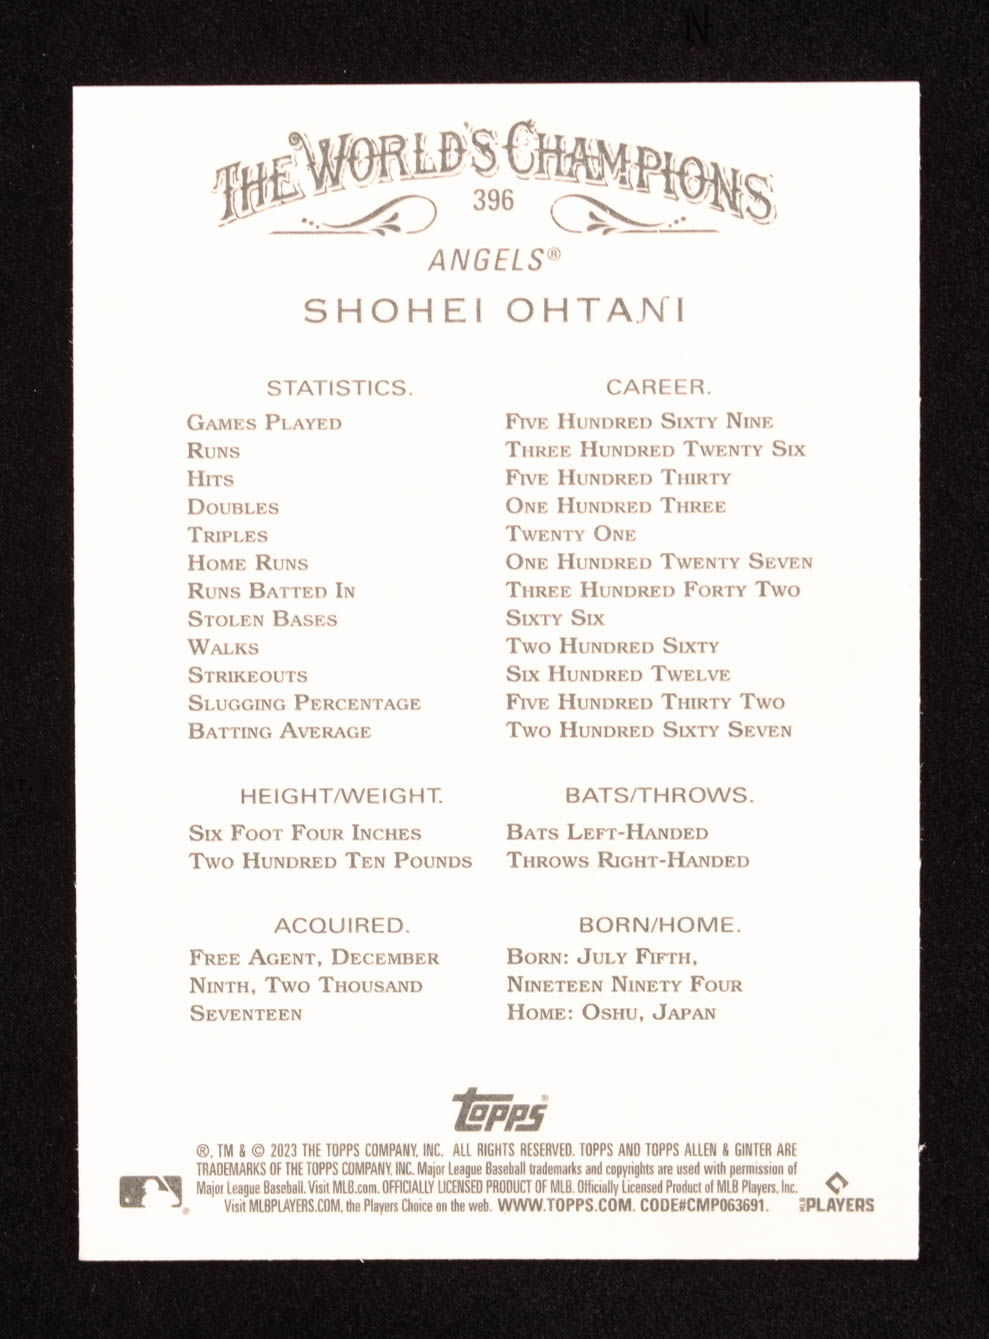 THE WORLD'S CHAMPIONS
396
ANGELS®
SHOHEI OHTANI
STATISTICS. CAREER.
GAMES PLAYED FIVE HUNDRED SIXTY NINE
RUNS THREE HUNDRED TWENTY SIX
HITS FIVE HUNDRED THIRTY
DOUBLES ONE HUNDRED THREE
TRIPLES TWENTY ONE
HOME RUNS ONE HUNDRED TWENTY SEVEN
RUNS BATTED IN THREE HUNDRED FORTY TWO
STOLEN BASES SIXTY SIX
WALKS TWO HUNDRED SIXTY
STRIKEOUTS SIX HUNDRED TWELVE
SLUGGING PERCENTAGE FIVE HUNDRED THIRTY TWO
BATTING AVERAGE TWO HUNDRED SIXTY SEVEN
HEIGHT/WEIGHT. BATS/THROWS.
SIX FOOT FOUR INCHES BATS LEFT-HANDED
TWO HUNDRED TEN POUNDS THROWS RIGHT-HANDED
ACQUIRED. BORN/HOME.
FREE AGENT, DECEMBER BORN: JULY FIFTH,
NINTH, TWO THOUSAND NINETEEN NINETY FOUR
SEVENTEEN HOME: OSHU, JAPAN
Topps®
®, TM & © 2023 THE TOPPS COMPANY, INC. ALL RIGHTS RESERVED. TOPPS AND TOPPS ALLEN & GINTER ARE
TRADEMARKS OF THE TOPPS COMPANY, INC. Major League Baseball trademarks and copyrights are used with permission of
Major League Baseball. Visit MLB.com. OFFICIALLY LICENSED PRODUCT OF MLB. Officially Licensed Product of MLB Players, Inc.
Visit MLBPLAYERS.COM, the Players Choice on the web. WWW.TOPPS.COM. CODE#CMP063691.
MLB PLAYERS